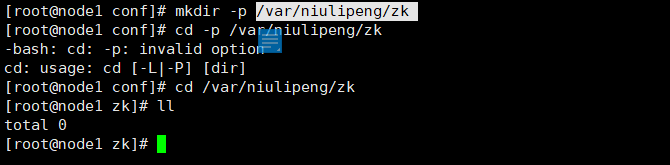 [root@node1 conf]# mkdir -p /var/niulipeng/zk
[root@node1 conf]# cd -p /var/niulipeng/zk
-bash: cd: -p: invalid option
cd: usage: cd [-L|-P] [dir]
[root@node1 conf]# cd /var/niulipeng/zk
[root@node1 zk]# ll
total 0
[root@node1 zk]#